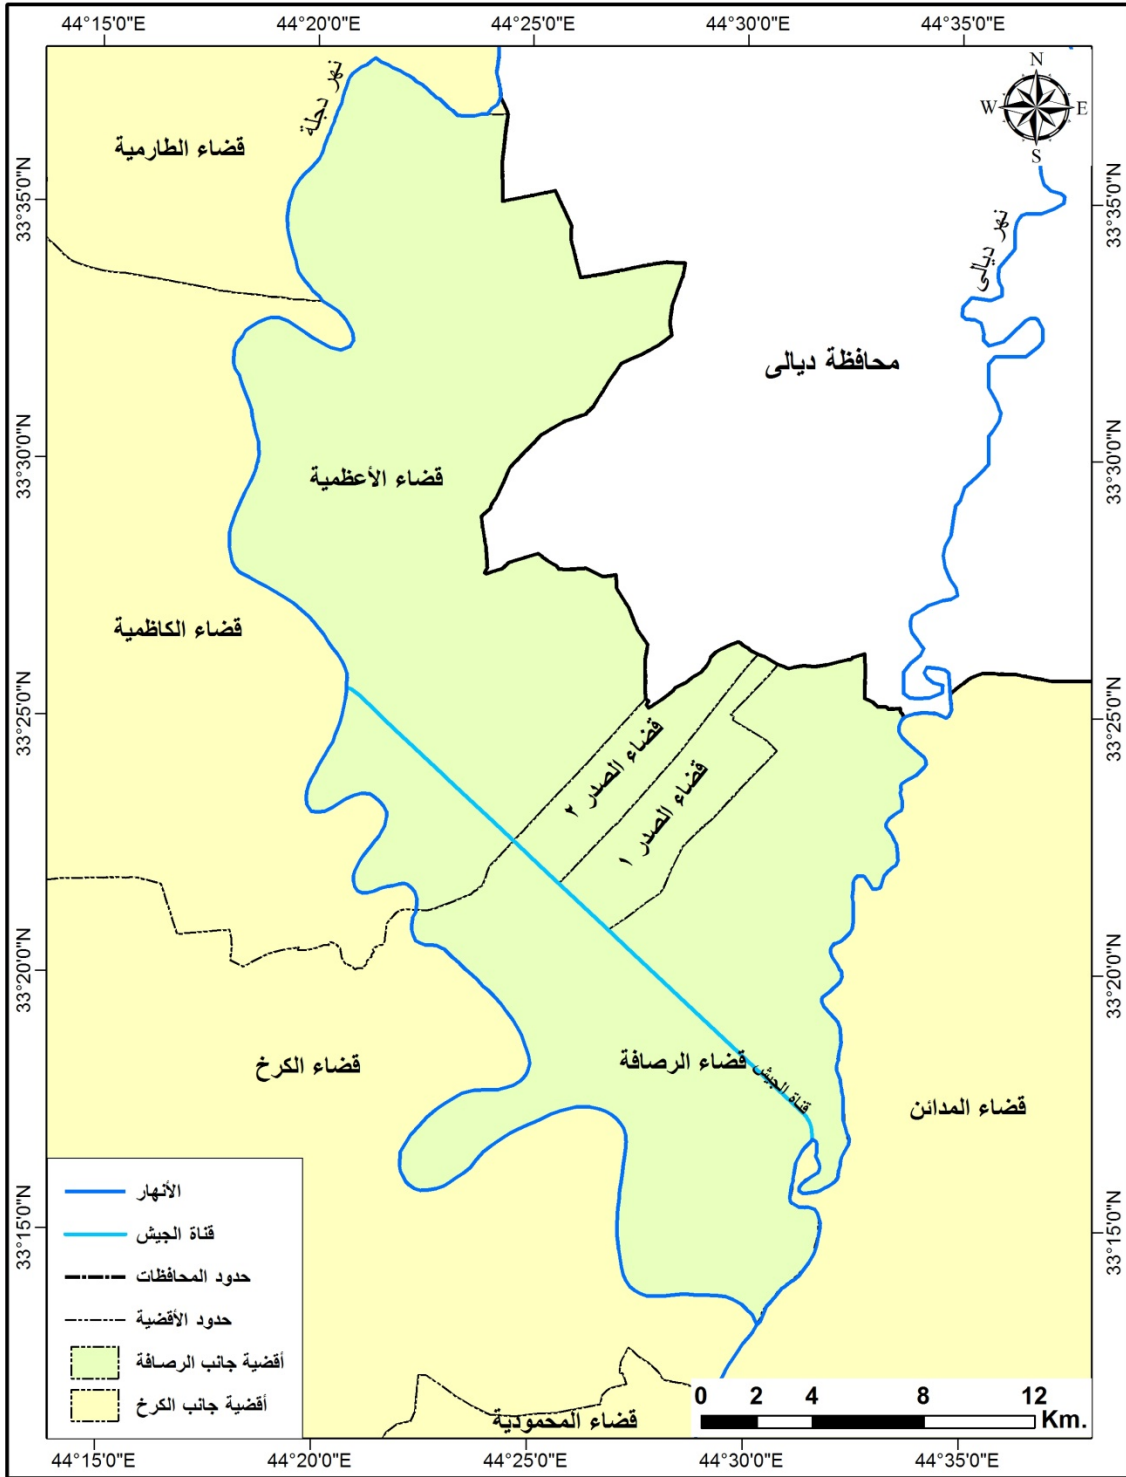 44°15'0"E
44°20'0"E
44°25'0"E
44°30'0"E
44°35'0"E
N
W
E
S
نهر دجلة
قضاء الطارمية
33°35'0"N
33°35'0"N
نهر ديالى
محافظة ديالى
33°30'0"N
33°30'0"N
قضاء الأعظمية
قضاء الكاظمية
33°25'0"N
33°25'0"N
قضاء الصدر ٢
قضاء الصدر ١
33°20'0"N
33°20'0"N
قضاء الكرخ
قضاء الرصافة
قناة الجيش
قضاء المدائن
33°15'0"N
33°15'0"N
الأنهار
قناة الجيش
حدود المحافظات
حدود الأقضية
أقضية جانب الرصافة
أقضية جانب الكرخ
قضاء المحمودية
0 2 4 8 12
Km.
44°15'0"E
44°20'0"E
44°25'0"E
44°30'0"E
44°35'0"E